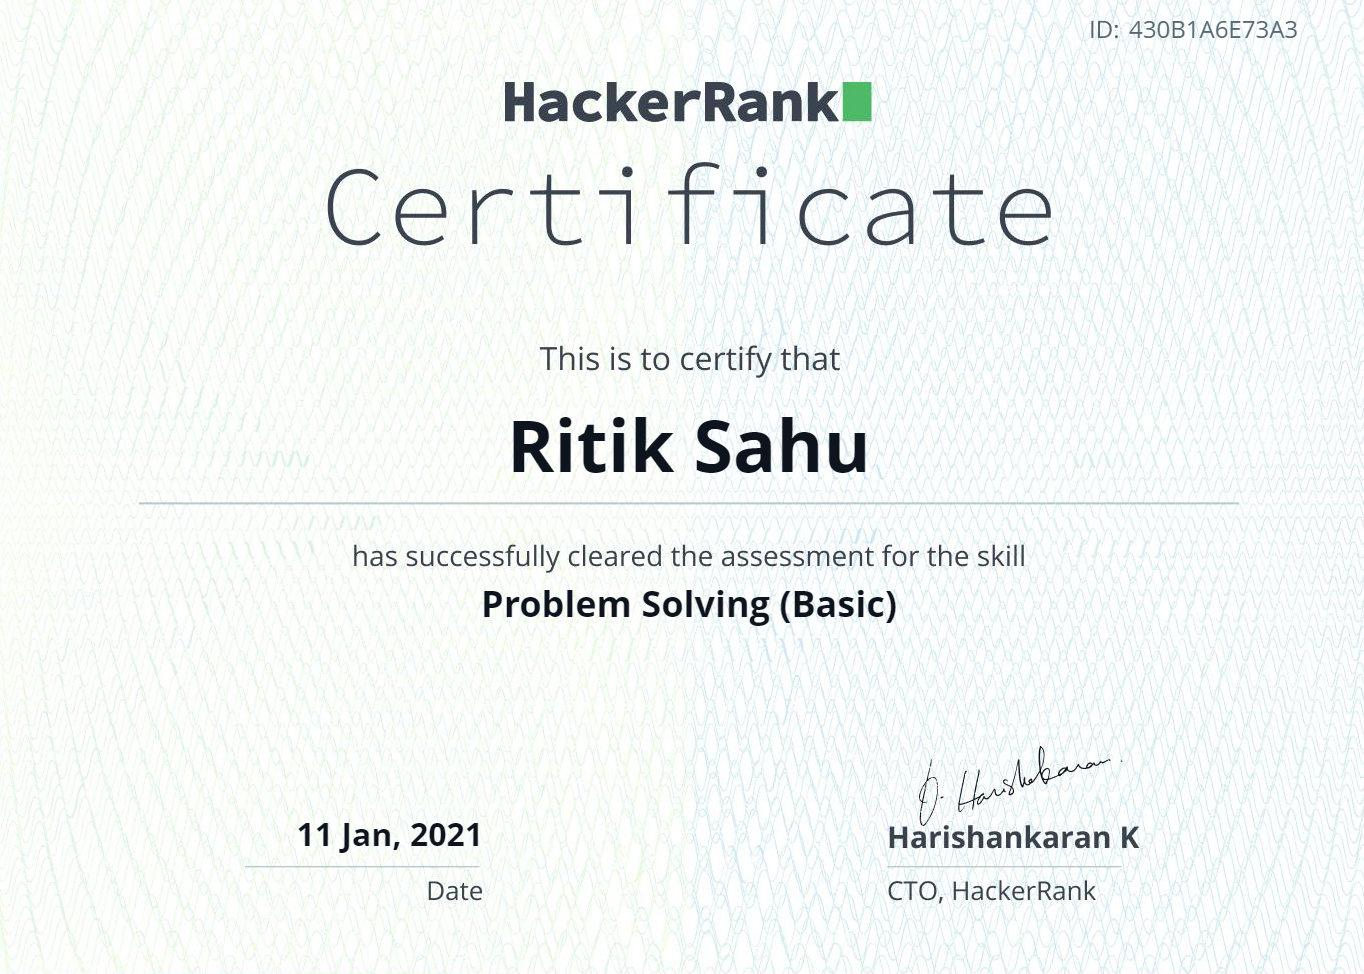 ID: 430B1A6E73A3
HackerRank
Certificate
This is to certify that
Ritik Sahu
has successfully cleared the assessment for the skill
Problem Solving (Basic)
11 Jan, 2021
Date
Harishankaran K
CTO, HackerRank